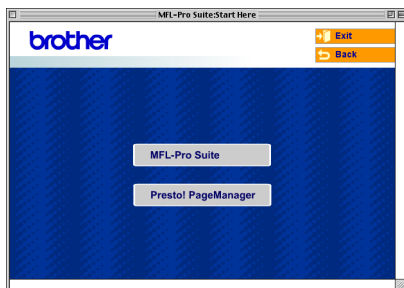 MFL-Pro Suite:Start Here
brother
Exit
Back
MFL-Pro Suite
Presto! PageManager